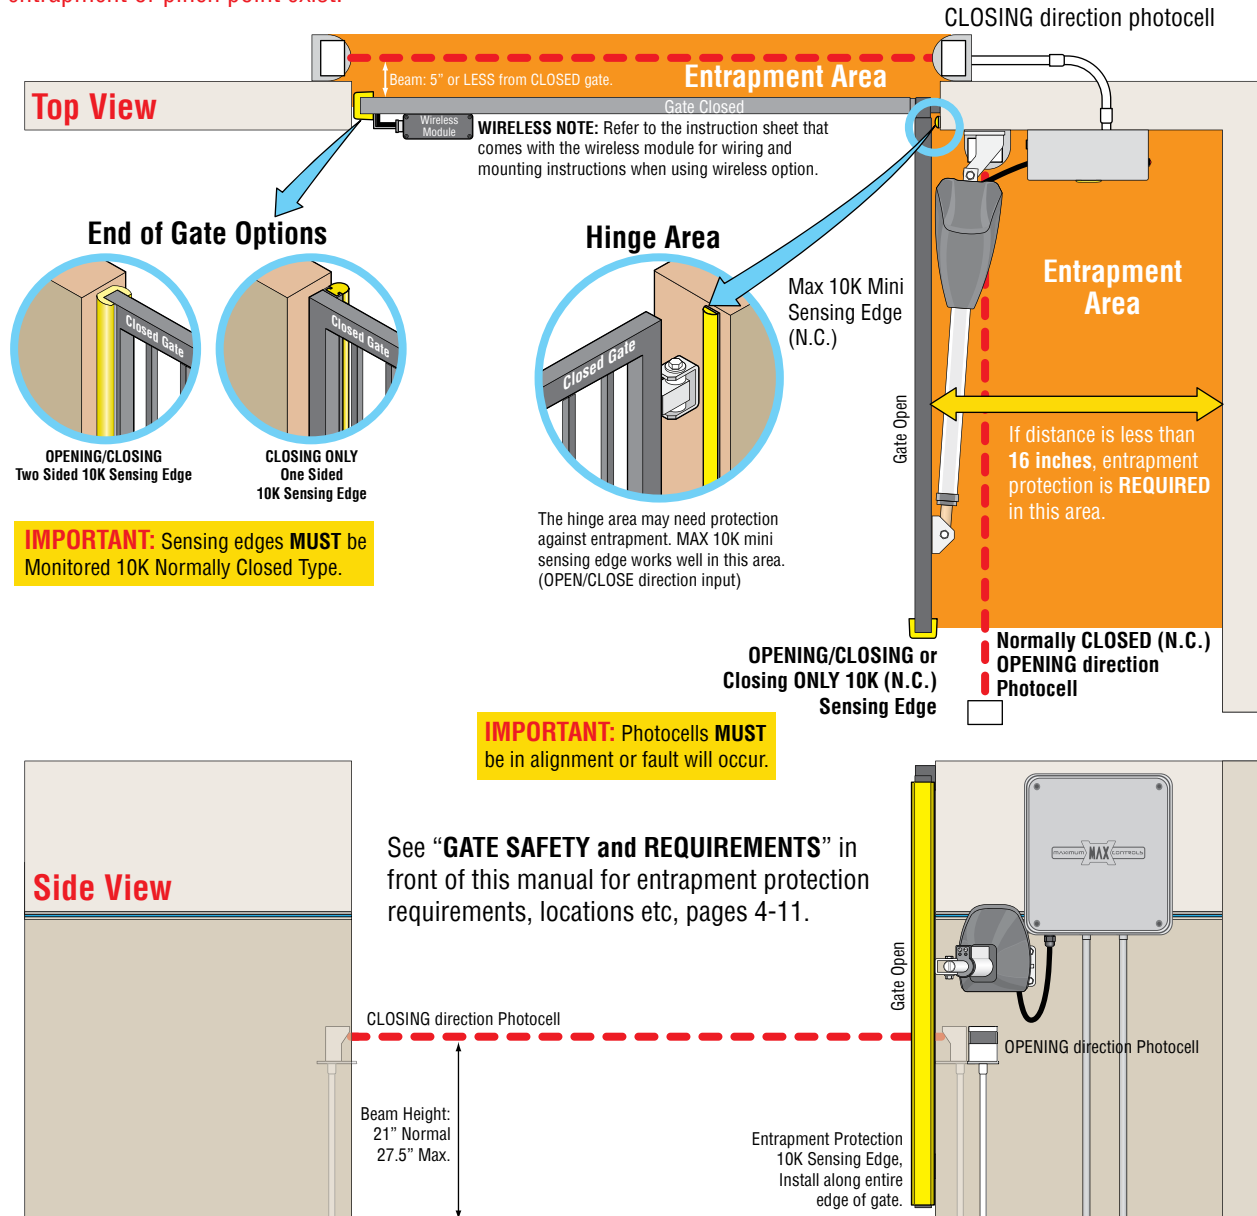 entrapment or pinch point exist.
CLOSING direction photocell
Top View
Beam: 5" or LESS from CLOSED gate.
Entrapment Area
Gate Closed
Wireless
Module
WIRELESS NOTE: Refer to the instruction sheet that
comes with the wireless module for wiring and
mounting instructions when using wireless option.
End of Gate Options
Closed Gate
Closed Gate
OPENING/CLOSING
Two Sided 10K Sensing Edge
CLOSING ONLY
One Sided
10K Sensing Edge
IMPORTANT: Sensing edges MUST be
Monitored 10K Normally Closed Type.
Hinge Area
Closed Gate
Max 10K Mini
Sensing Edge
(N.C.)
The hinge area may need protection
against entrapment. MAX 10K mini
sensing edge works well in this area.
(OPEN/CLOSE direction input)
Gate Open
Entrapment
Area
If distance is less than
16 inches, entrapment
protection is REQUIRED
in this area.
OPENING/CLOSING or
Closing ONLY 10K (N.C.)
Sensing Edge
Normally CLOSED (N.C.)
OPENING direction
Photocell
IMPORTANT: Photocells MUST
be in alignment or fault will occur.
Side View
See “GATE SAFETY and REQUIREMENTS” in
front of this manual for entrapment protection
requirements, locations etc, pages 4-11.
MAXIMUM MAX CONTROLS
Gate Open
CLOSING direction Photocell
OPENING direction Photocell
Beam Height:
21" Normal
27.5" Max.
Entrapment Protection
10K Sensing Edge,
Install along entire
edge of gate.